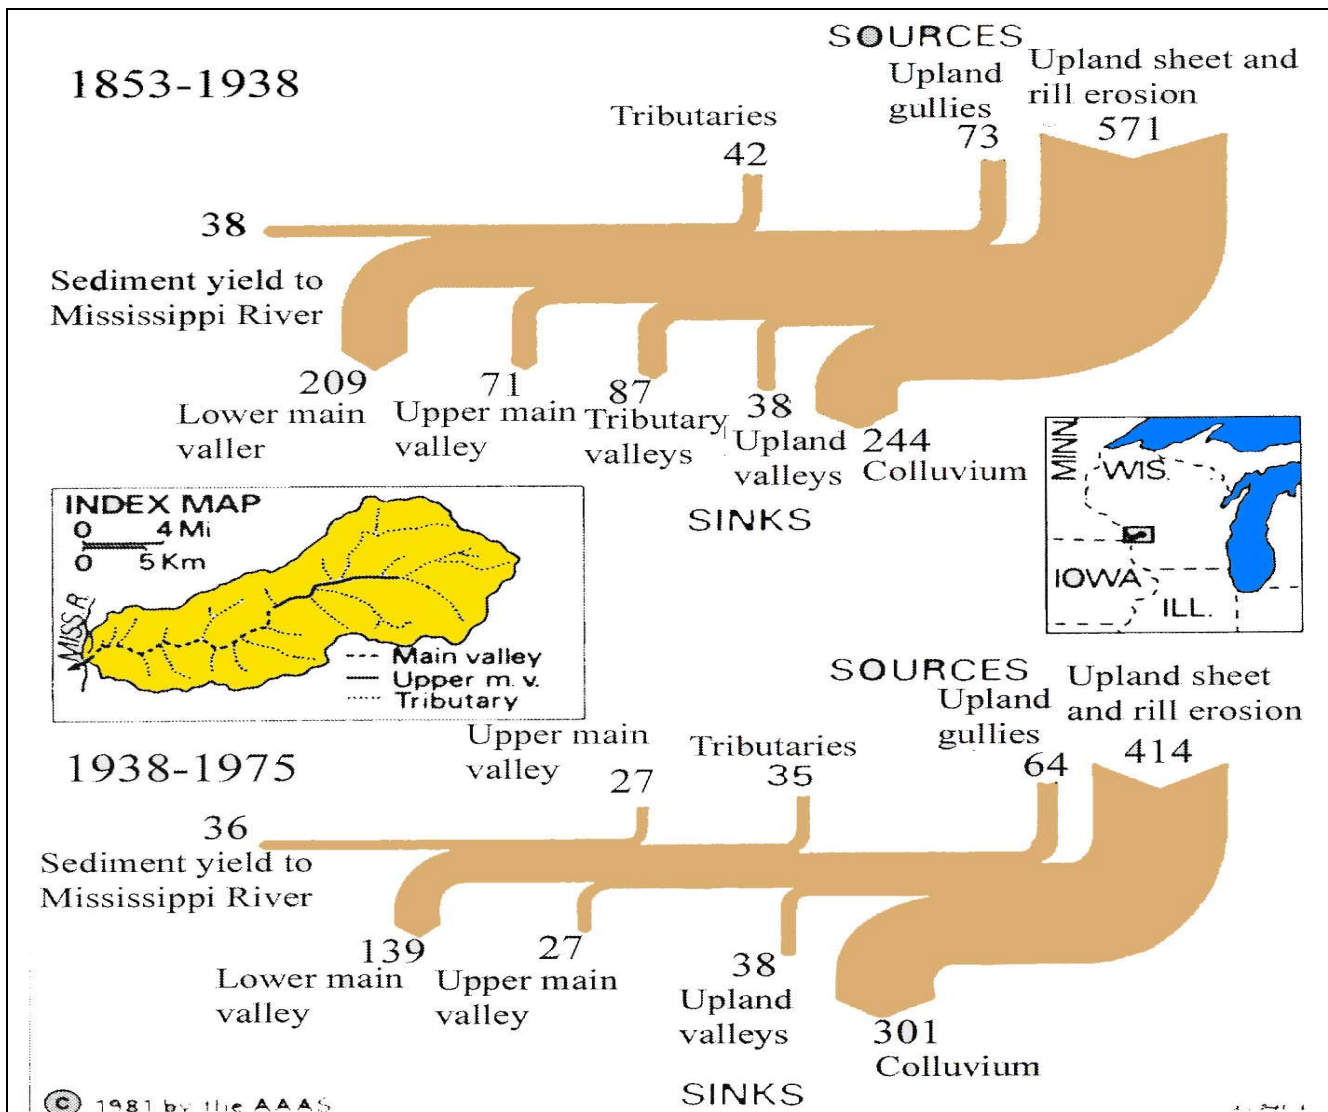 1853-1938
SOURCES
Upland
gullies
73
Upland sheet and
rill erosion
571
Tributaries
42
38
Sediment yield to
Mississippi River
209
Lower main
valler
71
Upper main
valley
87
Tributary
valleys
38
Upland
valleys
244
Colluvium
SINKS
INDEX MAP
0 4 Mi
0 5 Km
MISS. R.
Main valley
Upper m. v.
Tributary
MINN.
WIS.
IOWA
ILL.
1938-1975
SOURCES
Upland
gullies
64
Upland sheet
and rill erosion
414
Upper main
valley
27
Tributaries
35
36
Sediment yield to
Mississippi River
139
Lower main
valley
27
Upper main
valley
38
Upland
valleys
301
Colluvium
SINKS
© 1981 by the AAAS